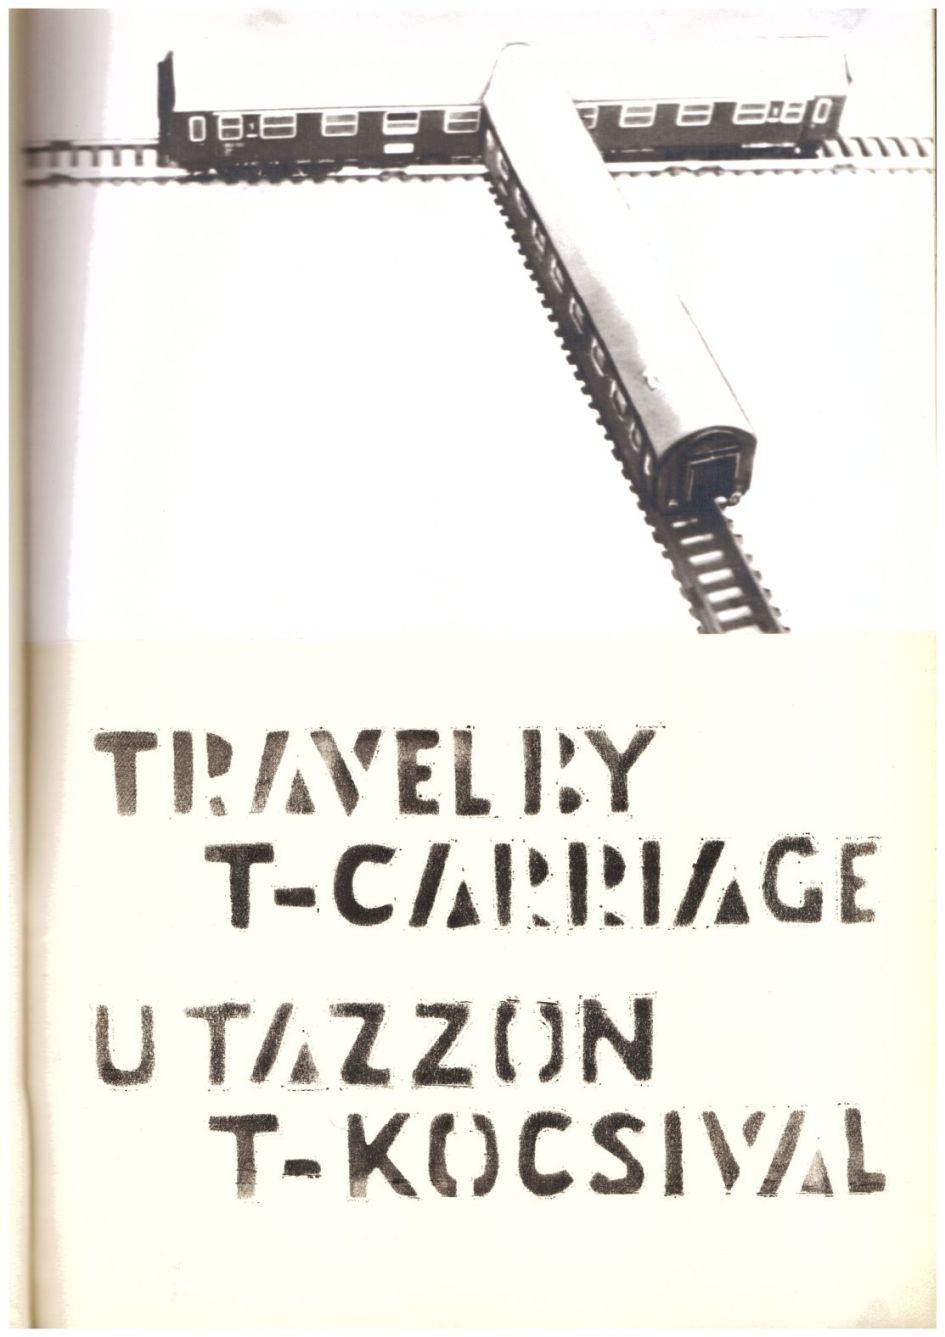 TRAVEL BY
T-CARRIAGE
UTAZZON
T-KOCSIVAL